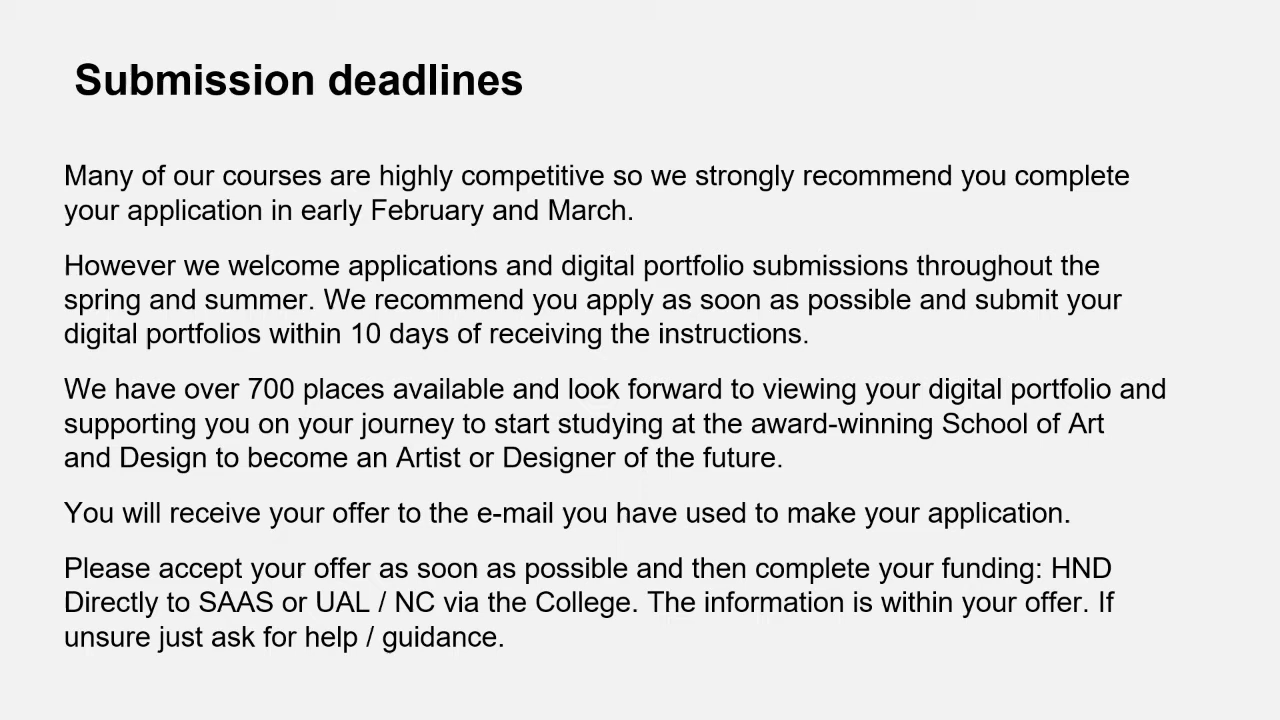 Submission deadlines
Many of our courses are highly competitive so we strongly recommend you complete
your application in early February and March.
However we welcome applications and digital portfolio submissions throughout the
spring and summer. We recommend you apply as soon as possible and submit your
digital portfolios within 10 days of receiving the instructions.
We have over 700 places available and look forward to viewing your digital portfolio and
supporting you on your journey to start studying at the award-winning School of Art
and Design to become an Artist or Designer of the future.
You will receive your offer to the e-mail you have used to make your application.
Please accept your offer as soon as possible and then complete your funding: HND
Directly to SAAS or UAL / NC via the College. The information is within your offer. If
unsure just ask for help / guidance.